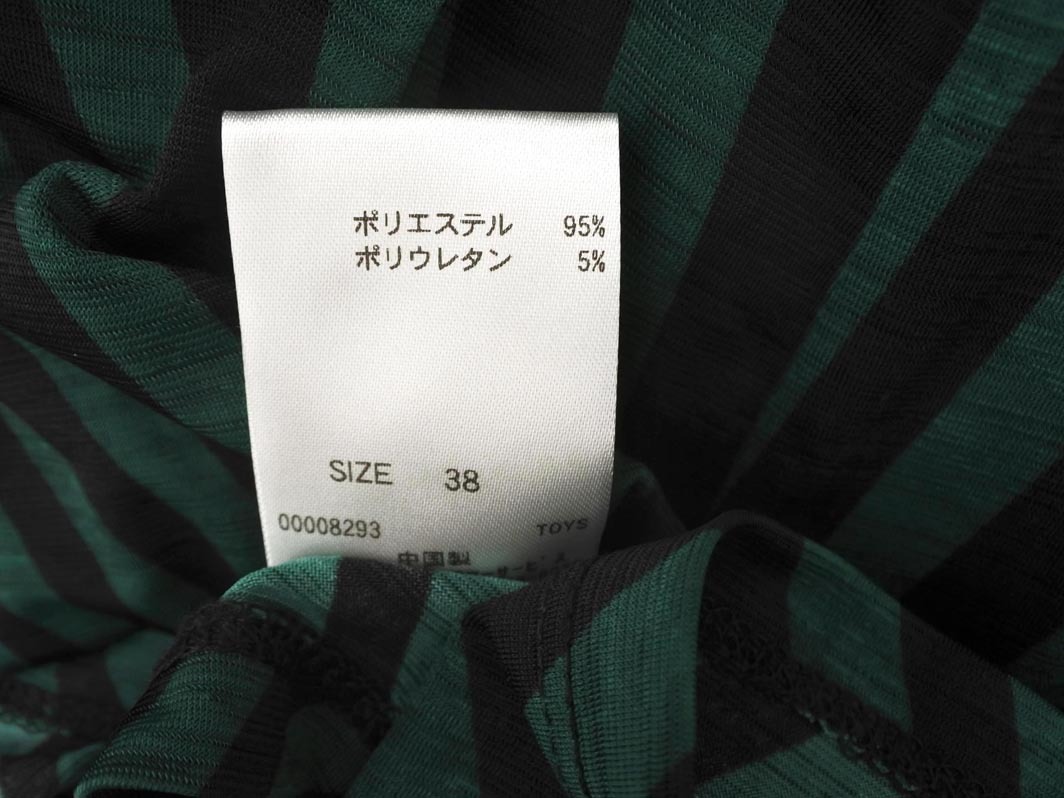 ポリエステル 95%
ポリウレタン 5%
SIZE 38
00008293 TOYS
中国製